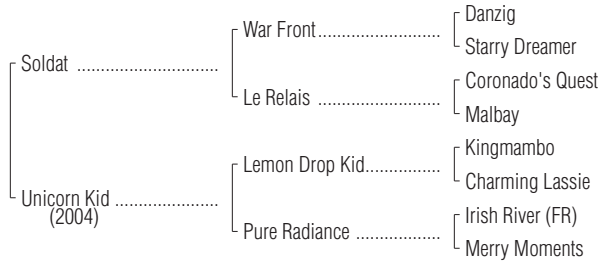 Danzig
War Front
Starry Dreamer
Soldat
Coronado's Quest
Le Relais
Malbay
Kingmambo
Lemon Drop Kid
Charming Lassie
Unicorn Kid
(2004)
Irish River (FR)
Pure Radiance
Merry Moments